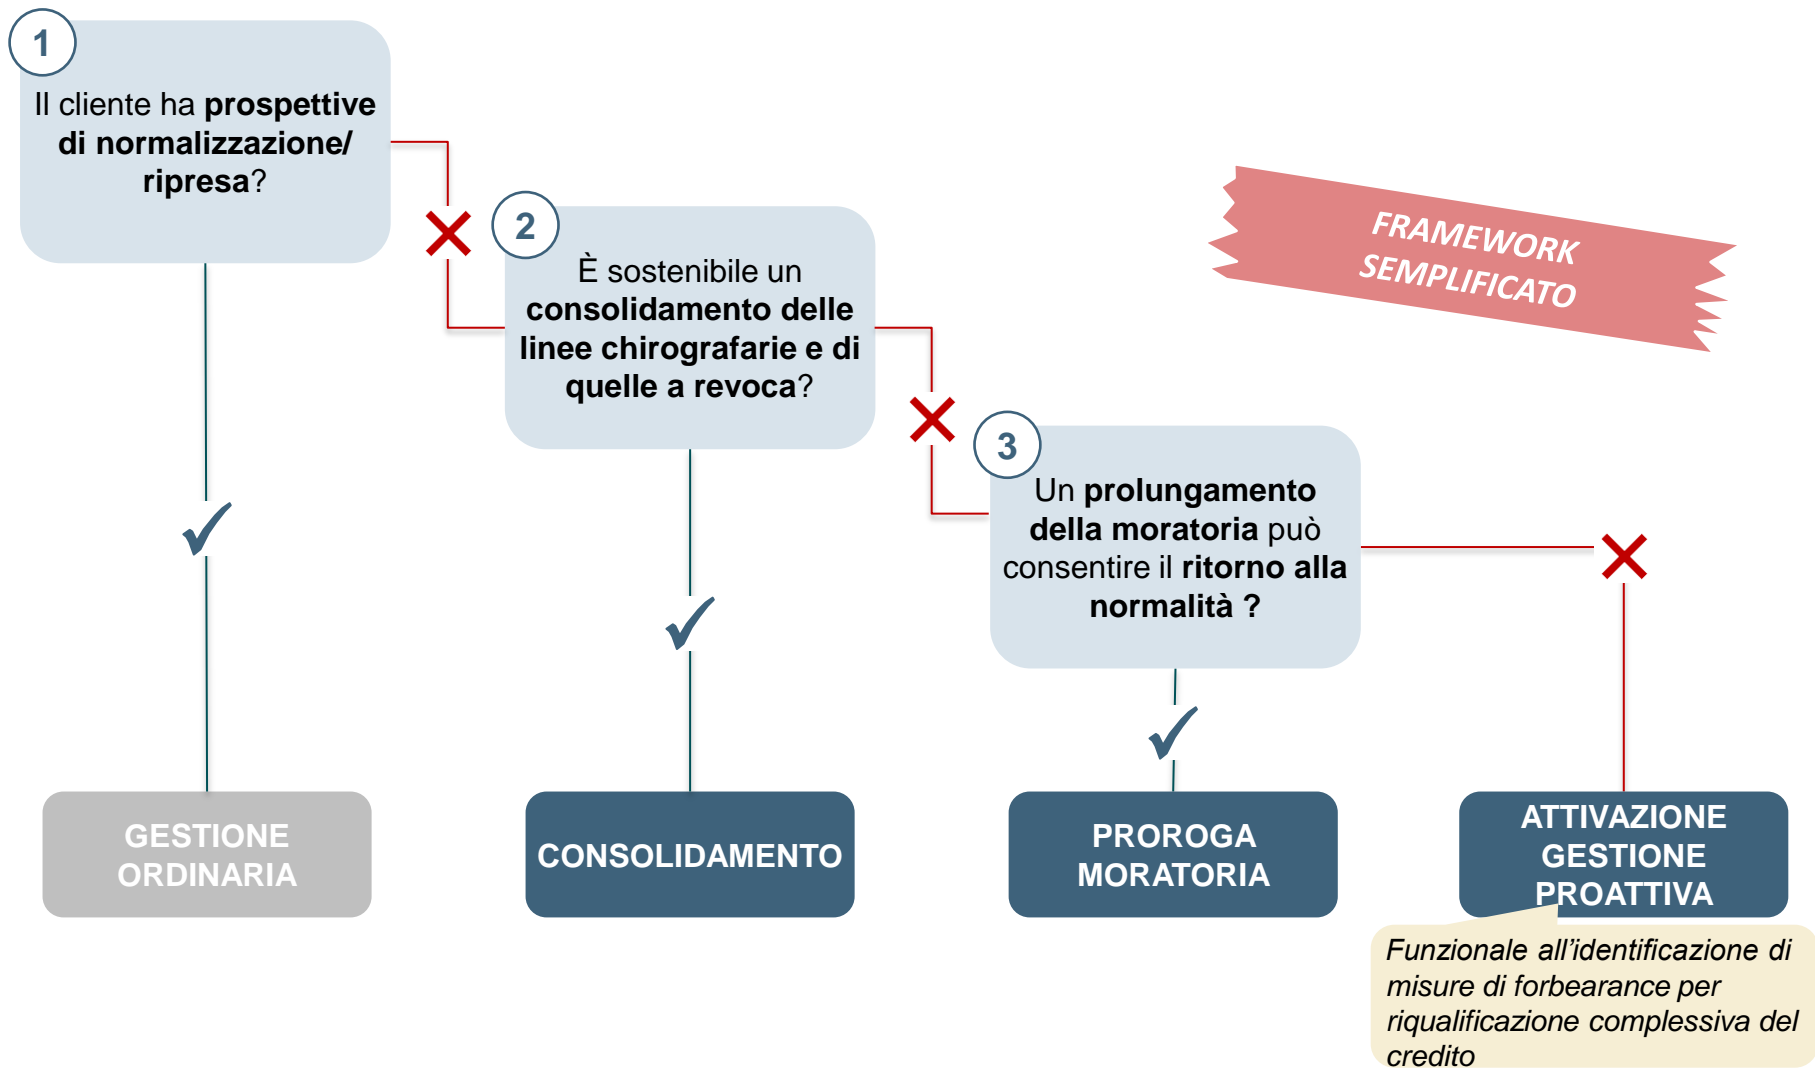 1
Il cliente ha prospettive
di normalizzazione/
ripresa?
2
È sostenibile un
consolidamento delle
linee chirografarie e di
quelle a revoca?
FRAMEWORK
SEMPLIFICATO
3
Un prolungamento
della moratoria può
consentire il ritorno alla
normalità ?
GESTIONE
ORDINARIA
CONSOLIDAMENTO
PROROGA
MORATORIA
ATTIVAZIONE
GESTIONE
PROATTIVA
Funzionale all’identificazione di
misure di forbearance per
riqualificazione complessiva del
credito